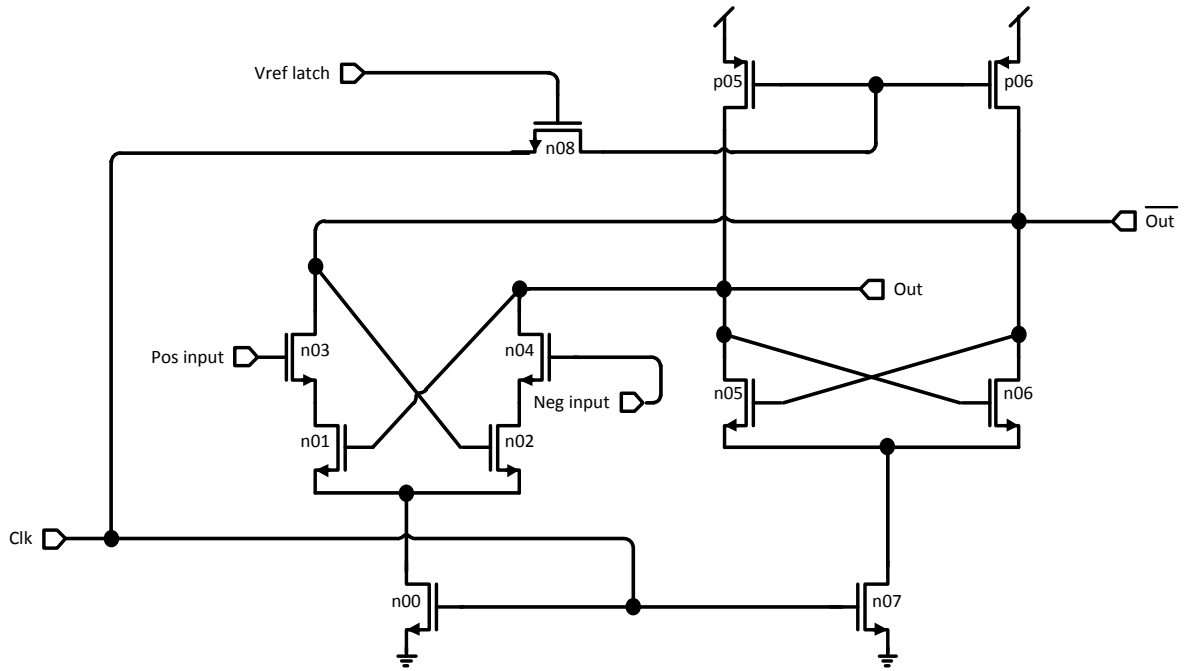 p05
p06
Vref latch
n08
Out
Out
n03
n04
Pos input
n05
n06
Neg input
n01
n02
Clk
n00
n07